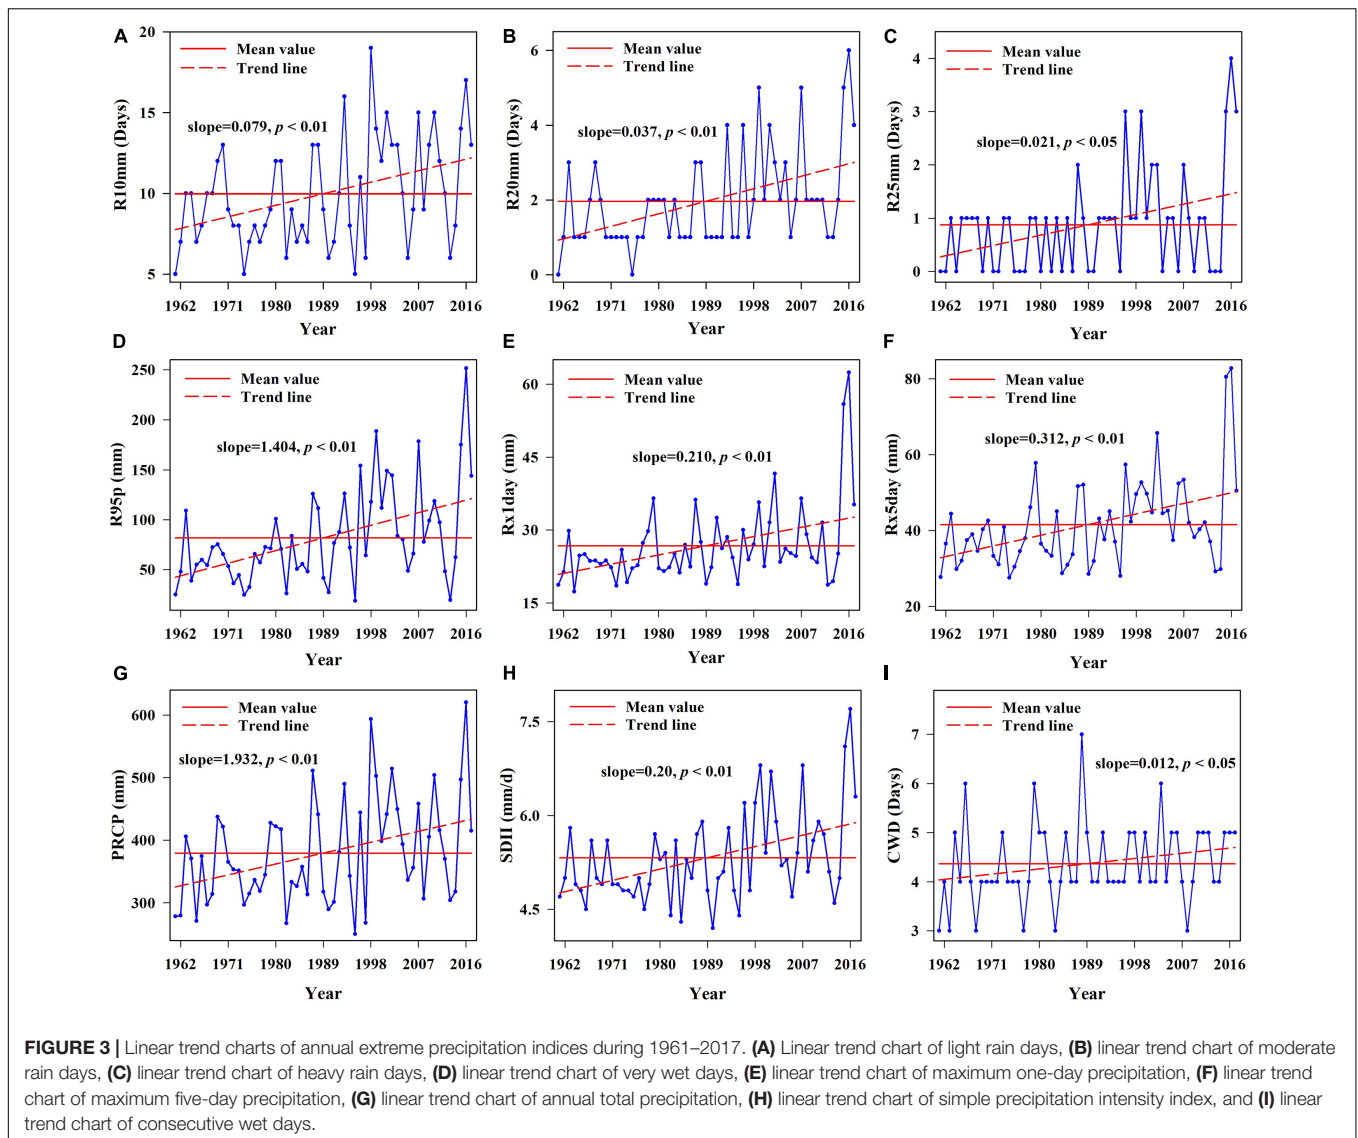 A
Mean value
Trend line
slope=0.079, p < 0.01
R10mm (Days)
20
15
10
5
1962 1971 1980 1989 1998 2007 2016
Year
B
Mean value
Trend line
slope=0.037, p < 0.01
R20mm (Days)
6
4
2
0
1962 1971 1980 1989 1998 2007 2016
Year
C
Mean value
Trend line
slope=0.021, p < 0.05
R25mm (Days)
4
3
2
1
0
1962 1971 1980 1989 1998 2007 2016
Year
D
Mean value
Trend line
slope=1.404, p < 0.01
R95p (mm)
250
200
150
100
50
1962 1971 1980 1989 1998 2007 2016
Year
E
Mean value
Trend line
slope=0.210, p < 0.01
Rx1day (mm)
60
45
30
15
1962 1971 1980 1989 1998 2007 2016
Year
F
Mean value
Trend line
slope=0.312, p < 0.01
Rx5day (mm)
80
60
40
20
1962 1971 1980 1989 1998 2007 2016
Year
G
Mean value
Trend line
slope=1.932, p < 0.01
PRCP (mm)
600
500
400
300
1962 1971 1980 1989 1998 2007 2016
Year
H
Mean value
Trend line
slope=0.20, p < 0.01
SDII (mm/d)
7.5
6.0
4.5
1962 1971 1980 1989 1998 2007 2016
Year
I
Mean value
Trend line
slope=0.012, p < 0.05
CWD (Days)
7
6
5
4
3
1962 1971 1980 1989 1998 2007 2016
Year
FIGURE 3 | Linear trend charts of annual extreme precipitation indices during 1961–2017. (A) Linear trend chart of light rain days, (B) linear trend chart of moderate
rain days, (C) linear trend chart of heavy rain days, (D) linear trend chart of very wet days, (E) linear trend chart of maximum one-day precipitation, (F) linear trend
chart of maximum five-day precipitation, (G) linear trend chart of annual total precipitation, (H) linear trend chart of simple precipitation intensity index, and (I) linear
trend chart of consecutive wet days.